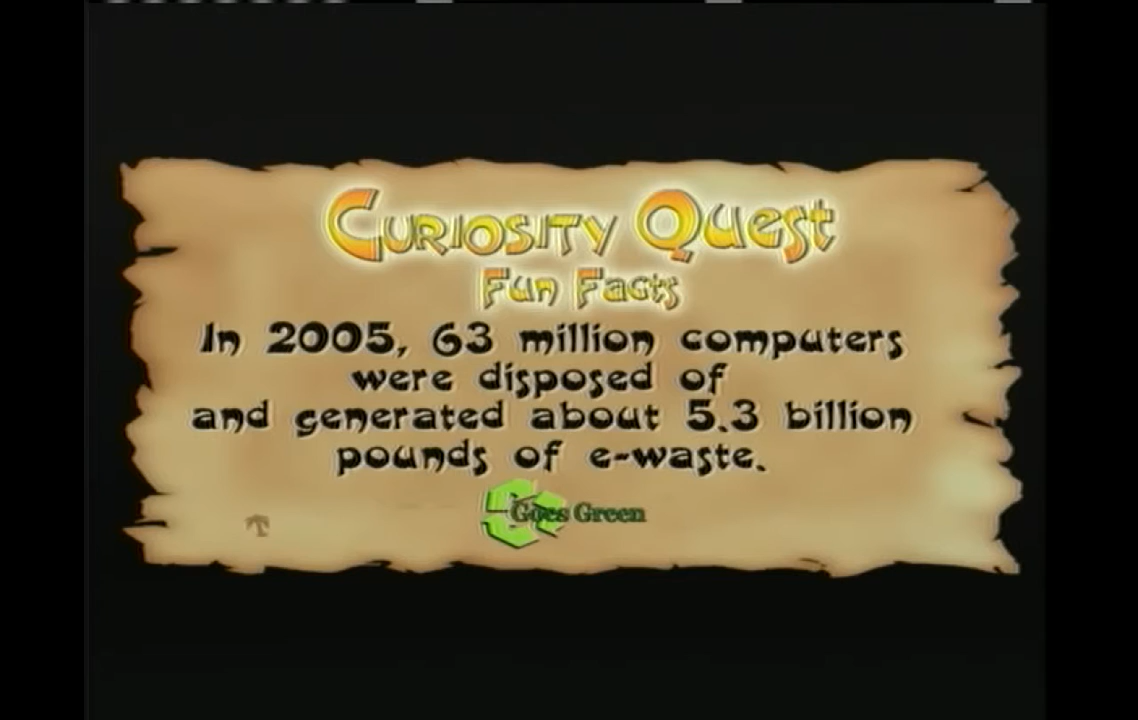 Curiosity Quest
Fun Facts
In 2005, 63 million computers
were disposed of
and generated about 5.3 billion
pounds of e-waste.
Goes Green